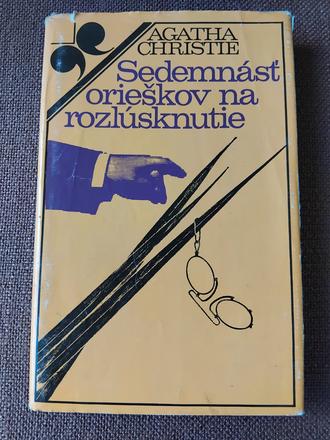 AGATHA
CHRISTIE
Sedemnásť
orieškov na
rozlúsknutie